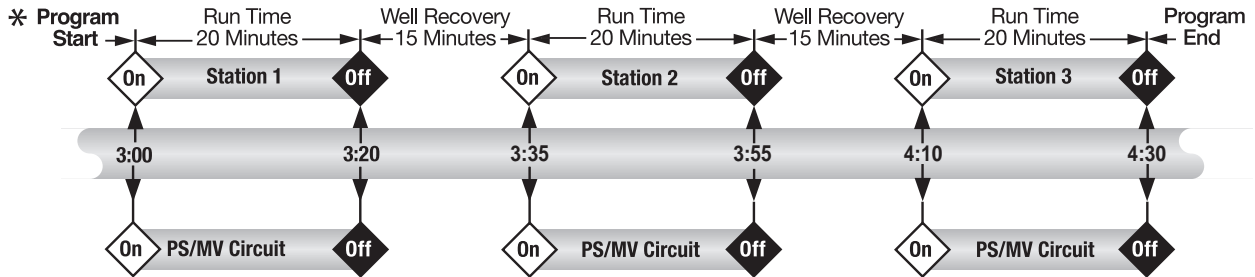 * Program Start Run Time 20 Minutes Well Recovery 15 Minutes Run Time 20 Minutes Well Recovery 15 Minutes Run Time 20 Minutes Program End
On Station 1 Off On Station 2 Off On Station 3 Off
3:00 3:20 3:35 3:55 4:10 4:30
On PS/MV Circuit Off On PS/MV Circuit Off On PS/MV Circuit Off